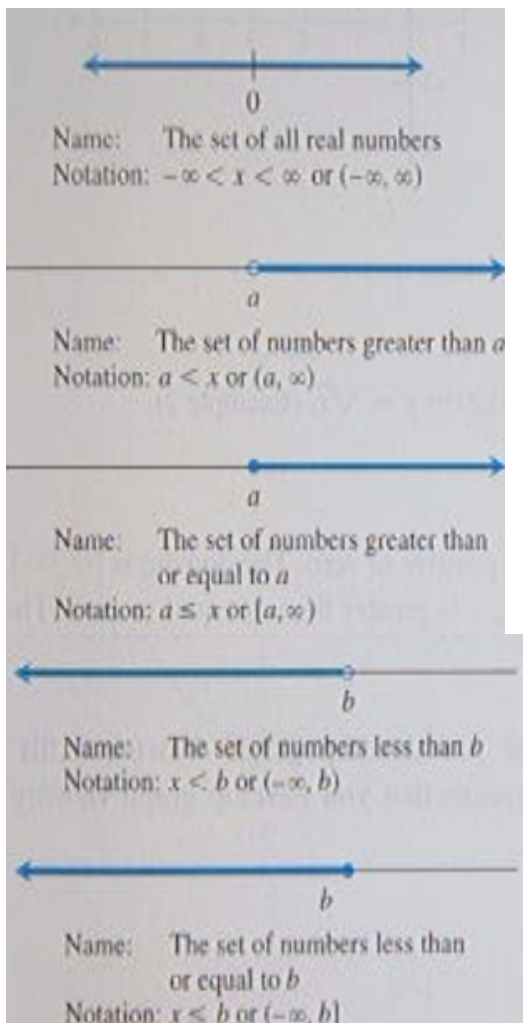 0
Name: The set of all real numbers
Notation: −∞ < x < ∞ or (−∞, ∞)
a
Name: The set of numbers greater than a
Notation: a < x or (a, ∞)
a
Name: The set of numbers greater than
or equal to a
Notation: a ≤ x or [a, ∞)
b
Name: The set of numbers less than b
Notation: x < b or (−∞, b)
b
Name: The set of numbers less than
or equal to b
Notation: x ≤ b or (−∞, b]